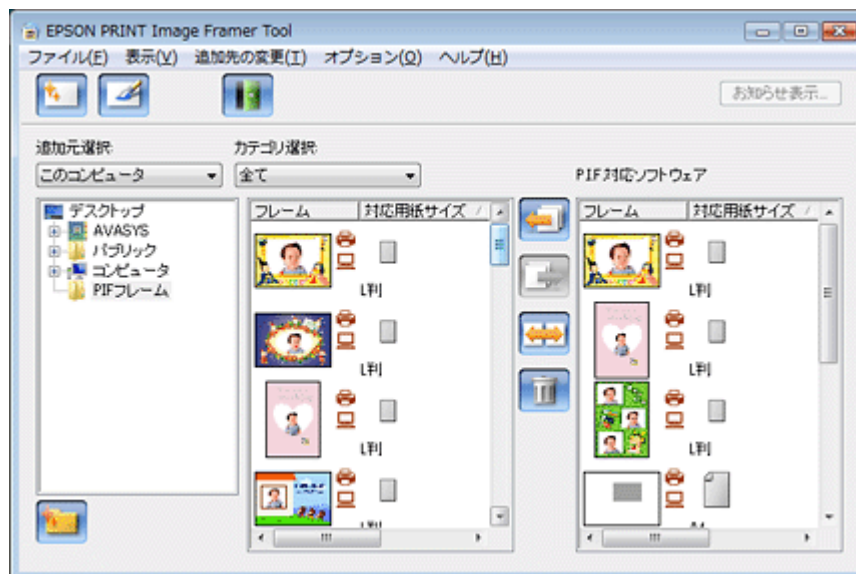 EPSON PRINT Image Framer Tool
ファイル(F) 表示(V) 追加先の変更(T) オプション(O) ヘルプ(H)
お知らせ表示...
追加元選択 カテゴリ選択
このコンピュータ 全て PIF対応ソフトウェア
デスクトップ フレーム 対応用紙サイズ フレーム 対応用紙サイズ
AVASYS
パブリック
コンピュータ
PIFフレーム
L判 L判
L判 L判
L判 L判
L判 A4